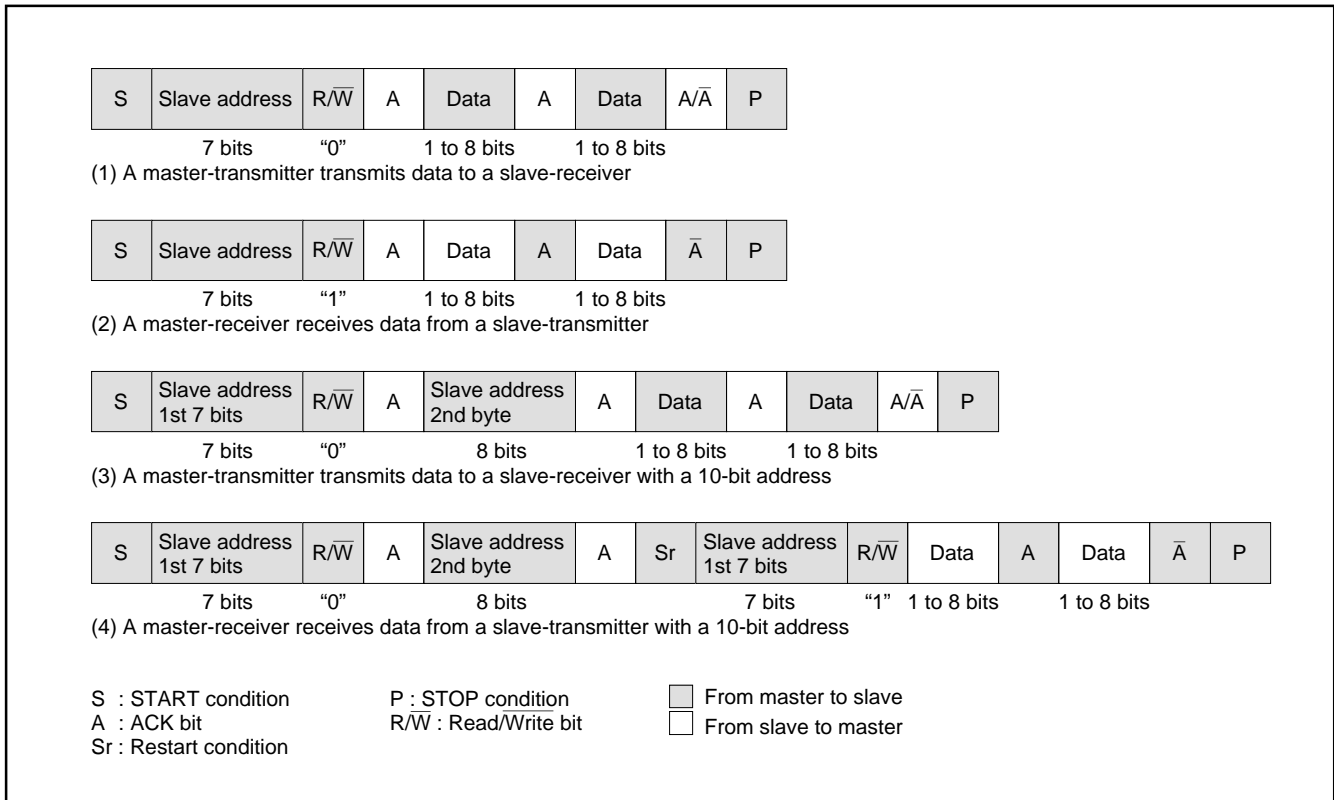 S Slave address R/W̅ A Data A Data A/A̅ P
7 bits “0” 1 to 8 bits 1 to 8 bits
(1) A master-transmitter transmits data to a slave-receiver
S Slave address R/W̅ A Data A Data A̅ P
7 bits “1” 1 to 8 bits 1 to 8 bits
(2) A master-receiver receives data from a slave-transmitter
S Slave address 1st 7 bits R/W̅ A Slave address 2nd byte A Data A Data A/A̅ P
7 bits “0” 8 bits 1 to 8 bits 1 to 8 bits
(3) A master-transmitter transmits data to a slave-receiver with a 10-bit address
S Slave address 1st 7 bits R/W̅ A Slave address 2nd byte A Sr Slave address 1st 7 bits R/W̅ Data A Data A̅ P
7 bits “0” 8 bits 7 bits “1” 1 to 8 bits 1 to 8 bits
(4) A master-receiver receives data from a slave-transmitter with a 10-bit address
S : START condition
A : ACK bit
Sr : Restart condition
P : STOP condition
R/W̅ : Read/W̅r̅i̅t̅e̅ bit
From master to slave
From slave to master